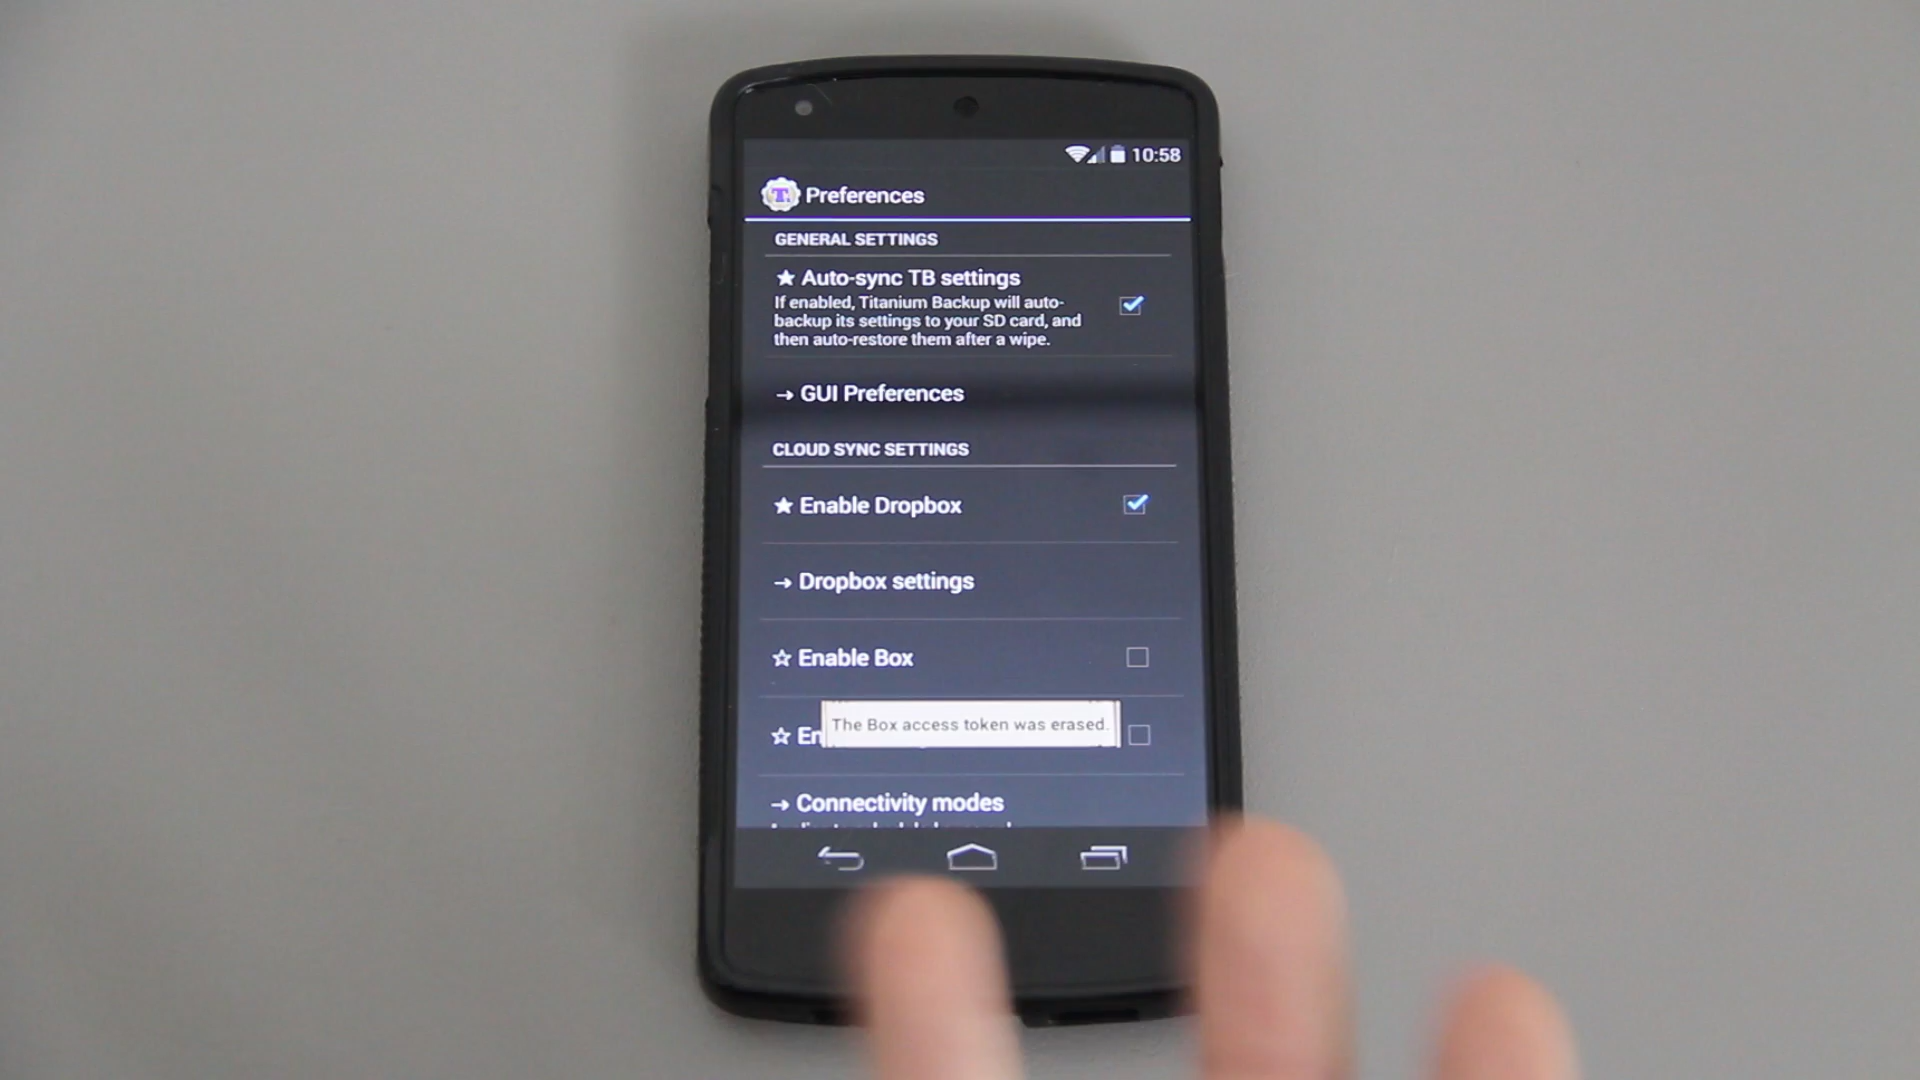 10:58
T
Preferences
GENERAL SETTINGS
★ Auto-sync TB settings
If enabled, Titanium Backup will auto-
backup its settings to your SD card, and
then auto-restore them after a wipe.
→ GUI Preferences
CLOUD SYNC SETTINGS
★ Enable Dropbox
→ Dropbox settings
☆ Enable Box
The Box access token was erased.
☆ En
→ Connectivity modes